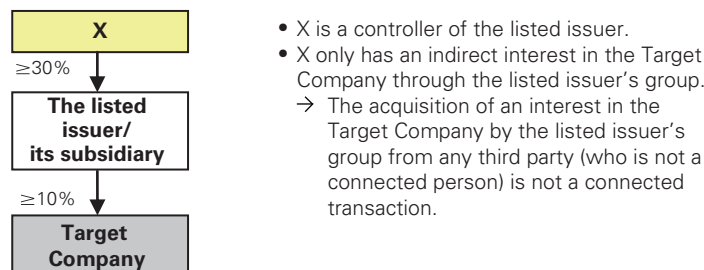 X
≥30%
The listed
issuer/
its subsidiary
≥10%
Target
Company
• X is a controller of the listed issuer.
• X only has an indirect interest in the Target
Company through the listed issuer’s group.
→ The acquisition of an interest in the
Target Company by the listed issuer’s
group from any third party (who is not a
connected person) is not a connected
transaction.